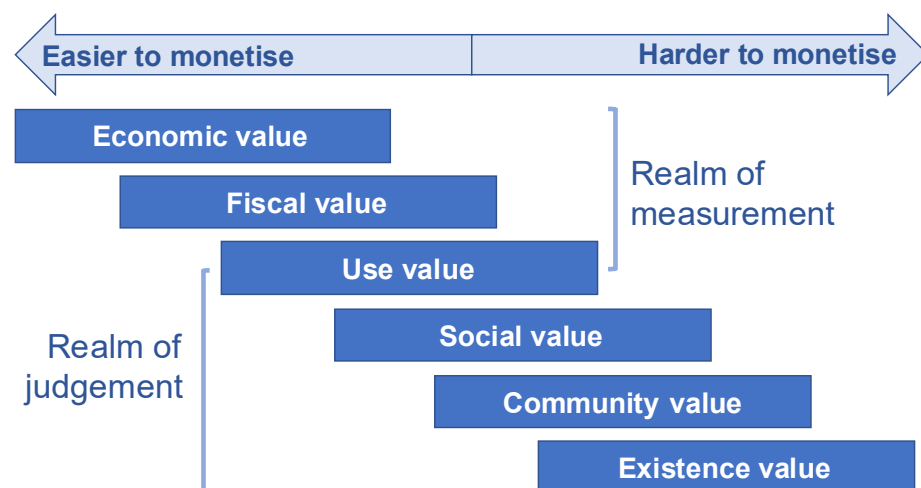 Easier to monetise
Harder to monetise
Economic value
Fiscal value
Realm of
measurement
Use value
Social value
Realm of
judgement
Community value
Existence value